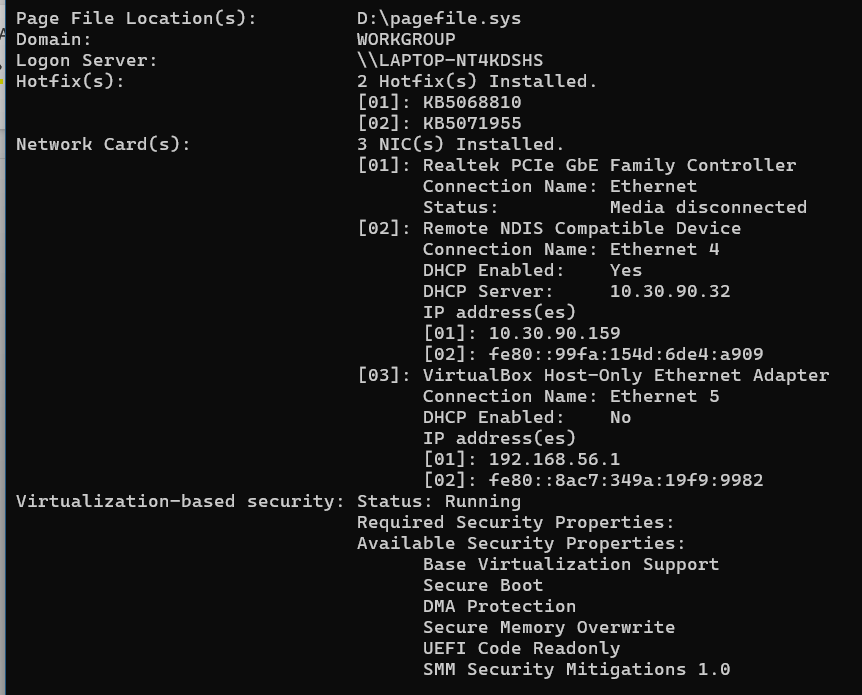 Page File Location(s):         D:\pagefile.sys
Domain:                        WORKGROUP
Logon Server:                  \\LAPTOP-NT4KDSHS
Hotfix(s):                     2 Hotfix(s) Installed.
                               [01]: KB5068810
                               [02]: KB5071955
Network Card(s):               3 NIC(s) Installed.
                               [01]: Realtek PCIe GbE Family Controller
                                     Connection Name: Ethernet
                                     Status:          Media disconnected
                               [02]: Remote NDIS Compatible Device
                                     Connection Name: Ethernet 4
                                     DHCP Enabled:    Yes
                                     DHCP Server:     10.30.90.32
                                     IP address(es)
                                     [01]: 10.30.90.159
                                     [02]: fe80::99fa:154d:6de4:a909
                               [03]: VirtualBox Host-Only Ethernet Adapter
                                     Connection Name: Ethernet 5
                                     DHCP Enabled:    No
                                     IP address(es)
                                     [01]: 192.168.56.1
                                     [02]: fe80::8ac7:349a:19f9:9982
Virtualization-based security: Status: Running
                               Required Security Properties:
                               Available Security Properties:
                                     Base Virtualization Support
                                     Secure Boot
                                     DMA Protection
                                     Secure Memory Overwrite
                                     UEFI Code Readonly
                                     SMM Security Mitigations 1.0